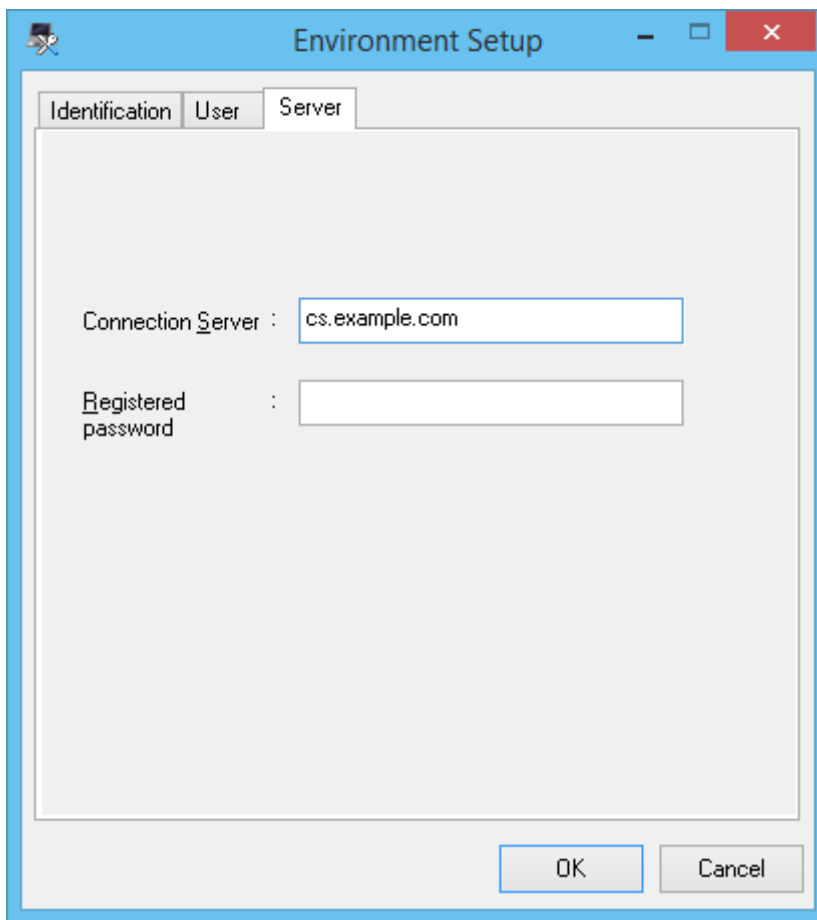 Environment Setup
Identification User Server
Connection Server : cs.example.com
Registered :
password
OK Cancel